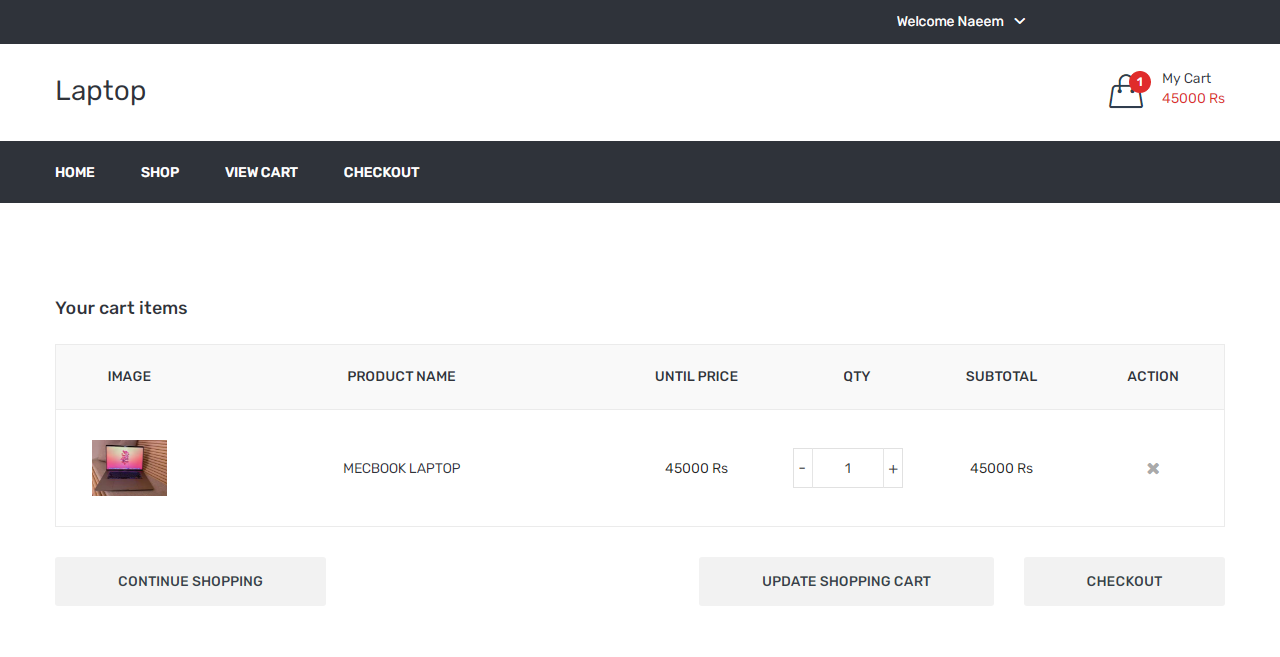 Welcome Naeem
Laptop
1
My Cart
45000 Rs
HOME SHOP VIEW CART CHECKOUT
Your cart items
IMAGE PRODUCT NAME UNTIL PRICE QTY SUBTOTAL ACTION
MECBOOK LAPTOP 45000 Rs - 1 + 45000 Rs
CONTINUE SHOPPING UPDATE SHOPPING CART CHECKOUT